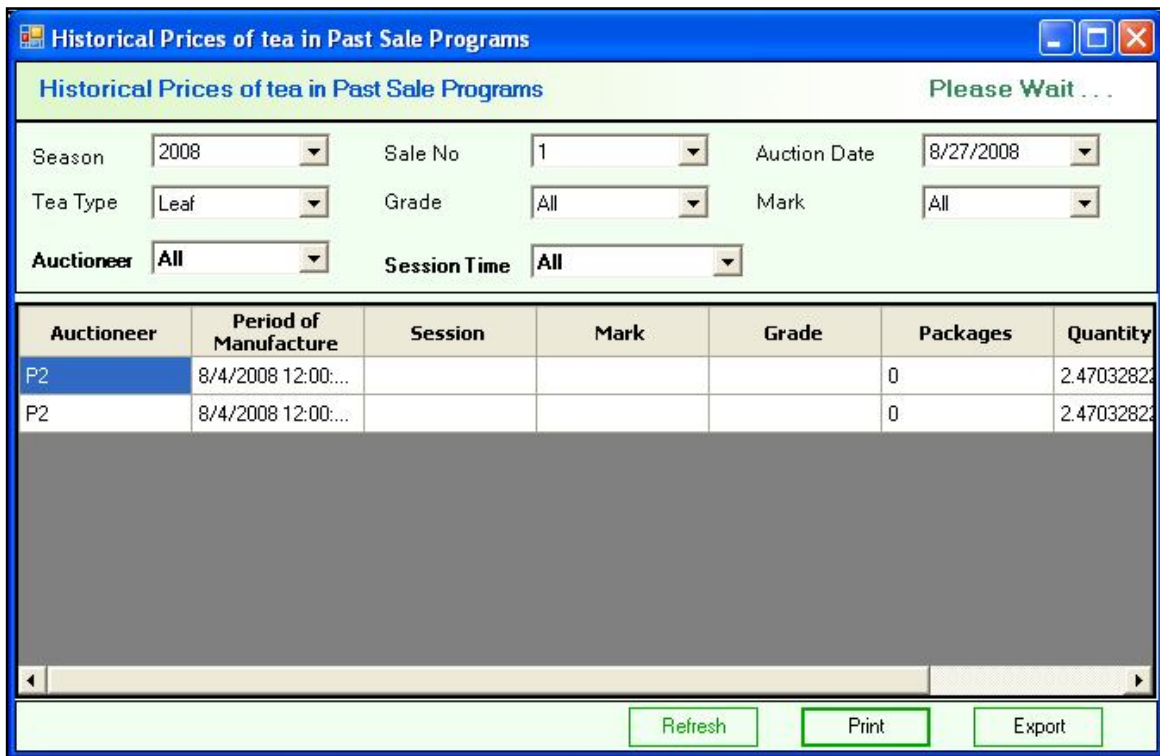 Historical Prices of tea in Past Sale Programs
Historical Prices of tea in Past Sale Programs Please Wait . . .
Season 2008 Sale No 1 Auction Date 8/27/2008
Tea Type Leaf Grade All Mark All
Auctioneer All Session Time All
Auctioneer Period of Manufacture Session Mark Grade Packages Quantity
P2 8/4/2008 12:00:... 0 2.47032822
P2 8/4/2008 12:00:... 0 2.47032822
Refresh Print Export